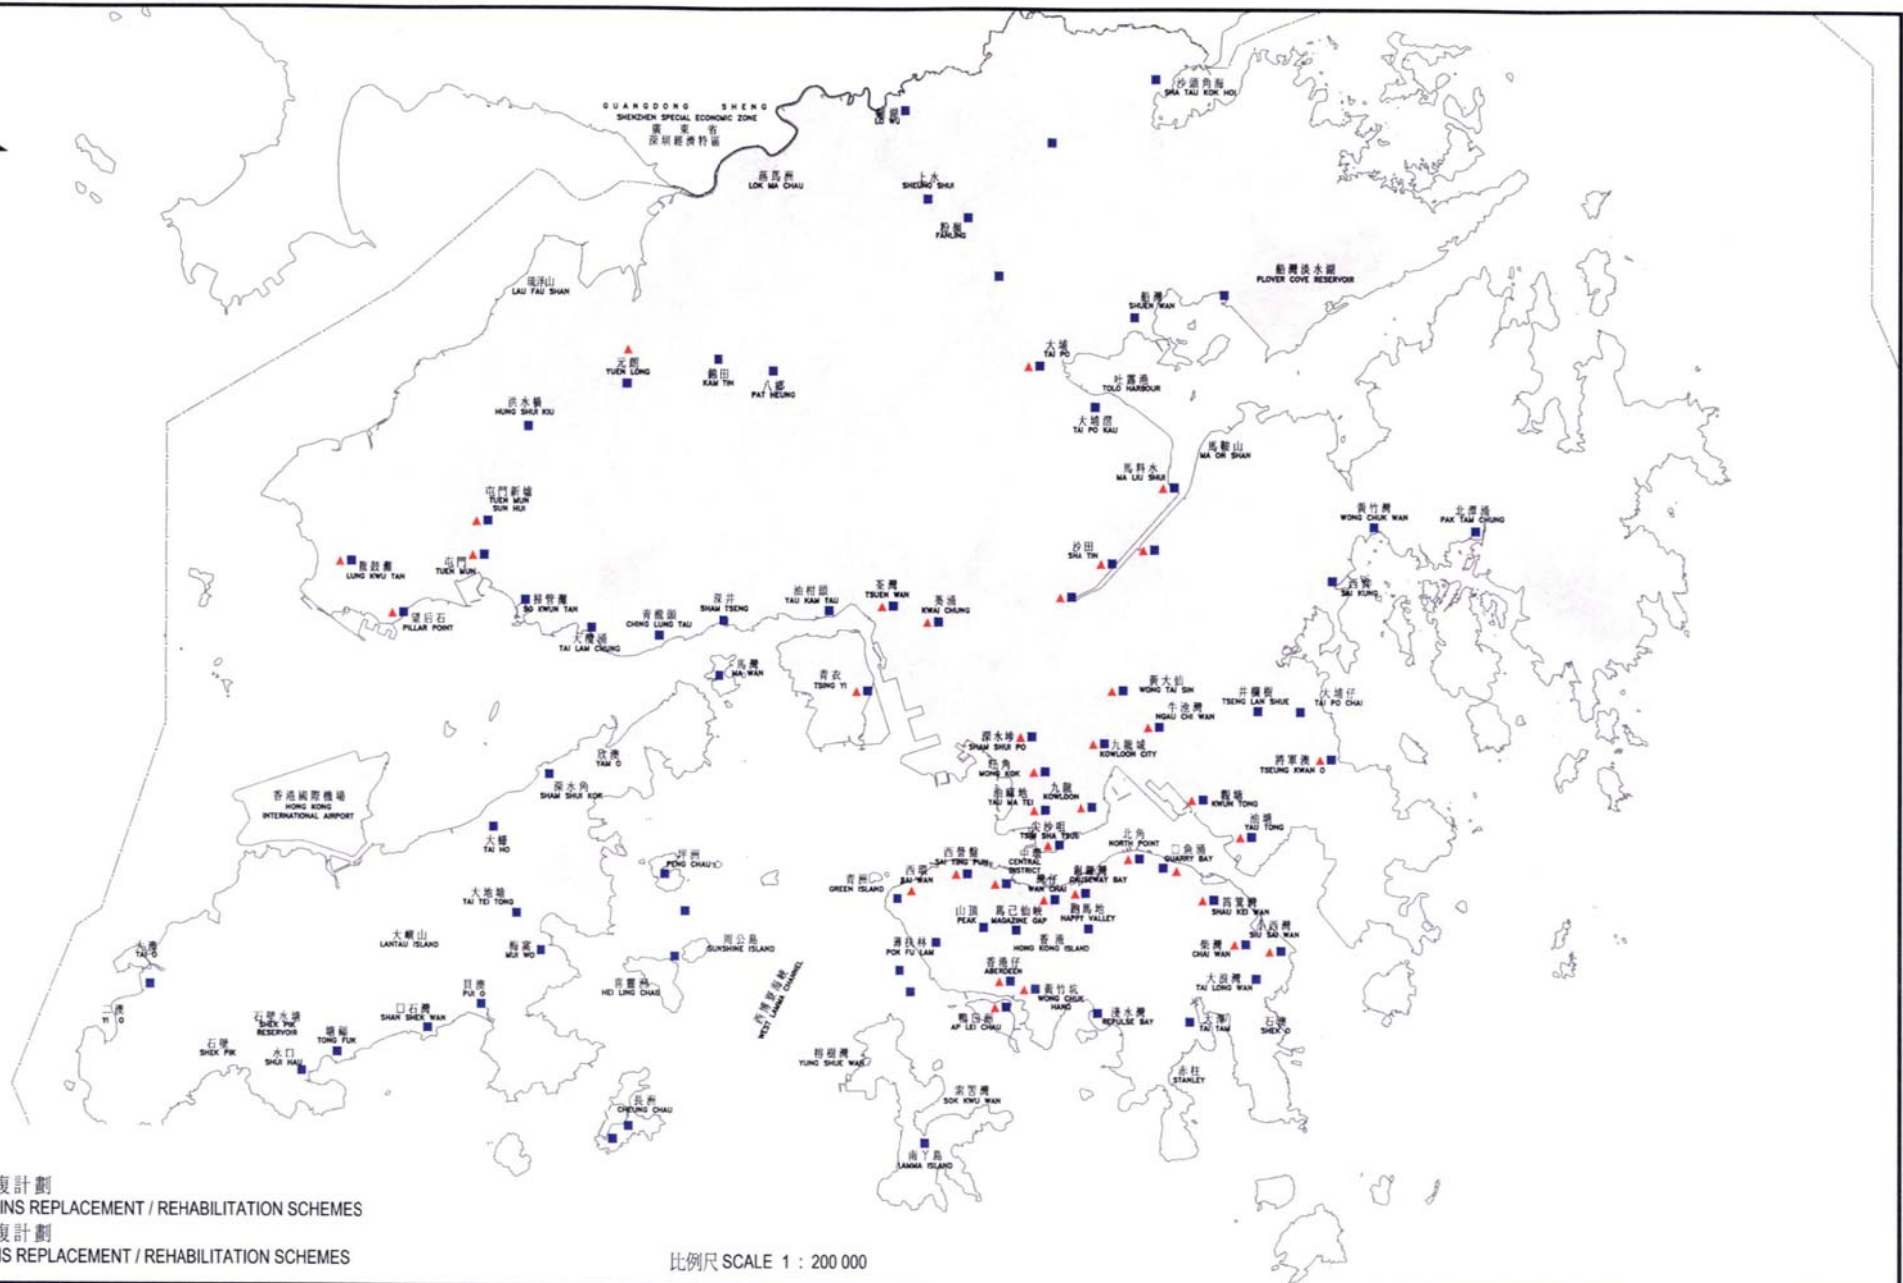 沙頭角海
SHA TAU KOK HOI
GUANGDONG SHENG
SHENZHEN SPECIAL ECONOMIC ZONE
廣東省
深圳經濟特區
羅湖
LO WU
落馬洲
LOK MA CHAU
上水
SHEUNG SHUI
粉嶺
FANLING
流浮山
LAU FAU SHAN
船灣淡水湖
PLOVER COVE RESERVOIR
船灣
SHUEN WAN
大埔
TAI PO
元朗
YUEN LONG
錦田
KAM TIN
八鄉
PAT HEUNG
吐露港
TOLO HARBOUR
洪水橋
HUNG SHUI KIU
大埔滘
TAI PO KAU
馬鞍山
MA ON SHAN
馬料水
MA LIU SHUI
屯門新墟
TUEN MUN
SUN HUI
黃竹灣
WONG CHUK WAN
北潭涌
PAK TAM CHUNG
沙田
SHA TIN
龍鼓灘
LUNG KWU TAN
屯門
TUEN MUN
西貢
SAI KUNG
望后石
PILLAR POINT
掃管灘
SO KWUN TAN
大欖涌
TAI LAM CHUNG
青龍頭
CHING LUNG TAU
深井
SHAM TSENG
油柑頭
YAU KAM TAU
荃灣
TSUEN WAN
葵涌
KWAI CHUNG
馬灣
MA WAN
青衣
TSING YI
黃大仙
WONG TAI SIN
井欄樹
TSENG LAN SHUE
大埔仔
TAI PO CHAI
牛池灣
NGAU CHI WAN
深水埗
SHAM SHUI PO
九龍城
KOWLOON CITY
將軍澳
TSEUNG KWAN O
旺角
MONG KOK
欣澳
YAM O
深水角
SHAM SHUI KOK
香港國際機場
HONG KONG
INTERNATIONAL AIRPORT
油麻地
YAU MA TEI
九龍
KOWLOON
觀塘
KWUN TONG
油塘
YAU TONG
尖沙咀
TSIM SHA TSUI
大蠔
TAI HO
北角
NORTH POINT
口魚涌
QUARRY BAY
坪洲
PENG CHAU
西營盤
SAI YING PUN
中環
CENTRAL
DISTRICT
青洲
GREEN ISLAND
西環
SAI WAN
灣仔
WAN CHAI
銅鑼灣
CAUSEWAY BAY
大地塘
TAI TEI TONG
山頂
PEAK
馬己仙峽
MAGAZINE GAP
跑馬地
HAPPY VALLEY
筲箕灣
SHAU KEI WAN
小西灣
SIU SAI WAN
大嶼山
LANTAU ISLAND
梅窩
MUI WO
周公島
SUNSHINE ISLAND
薄扶林
POK FU LAM
香港
HONG KONG ISLAND
柴灣
CHAI WAN
大澳
TAI O
喜靈洲
HEI LING CHAU
西博寮海峽
WEST LAMMA CHANNEL
香港仔
ABERDEEN
大浪灣
TAI LONG WAN
貝澳
PUI O
黃竹坑
WONG CHUK
HANG
二澳
YI O
石壁水塘
SHEK PIK
RESERVOIR
口石灣
SHAN SHEK WAN
鴨脷洲
AP LEI CHAU
淺水灣
REPULSE BAY
大潭
TAI TAM
石澳
SHEK O
塘福
TONG FUK
石壁
SHEK PIK
水口
SHUI HAU
榕樹灣
YUNG SHUE WAN
赤柱
STANLEY
索罟灣
SOK KWU WAN
長洲
CHEUNG CHAU
南丫島
LAMMA ISLAND
復計劃
INS REPLACEMENT / REHABILITATION SCHEMES
復計劃
IS REPLACEMENT / REHABILITATION SCHEMES
比例尺 SCALE 1 : 200 000